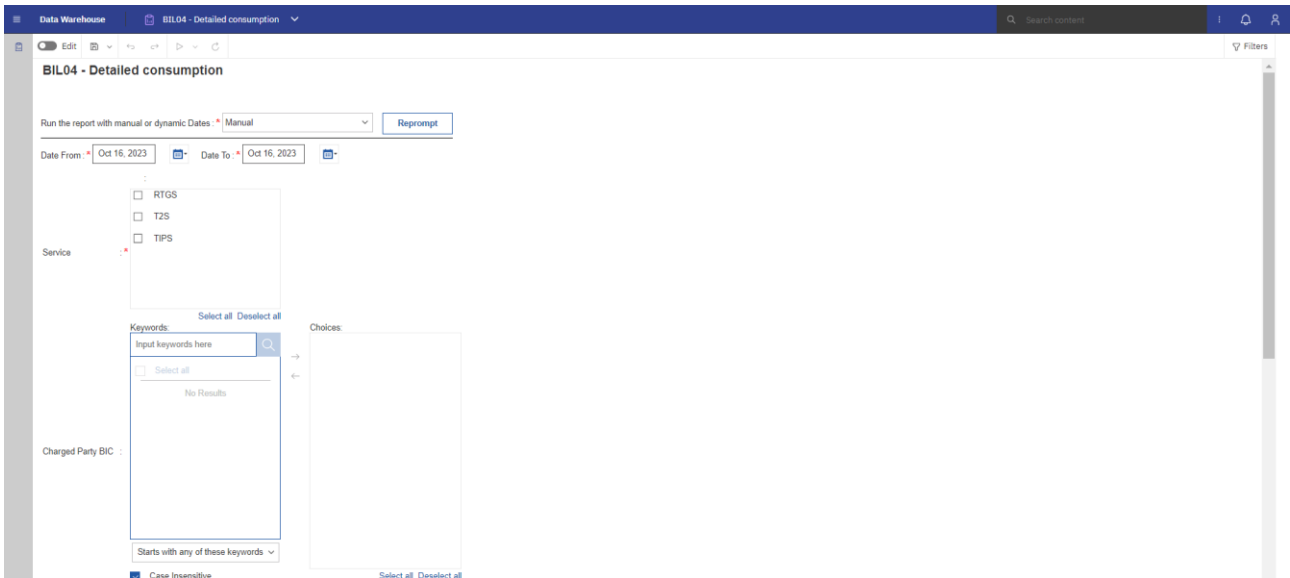 Data Warehouse
BIL04 - Detailed consumption
Search content
Edit
Filters
BIL04 - Detailed consumption
Run the report with manual or dynamic Dates : * Manual
Reprompt
Date From : * Oct 16, 2023
Date To : * Oct 16, 2023
:
RTGS
T2S
TIPS
Service : *
Select all Deselect all
Keywords:
Choices:
Input keywords here
Select all
No Results
Charged Party BIC :
Starts with any of these keywords
Case Insensitive
Select all Deselect all